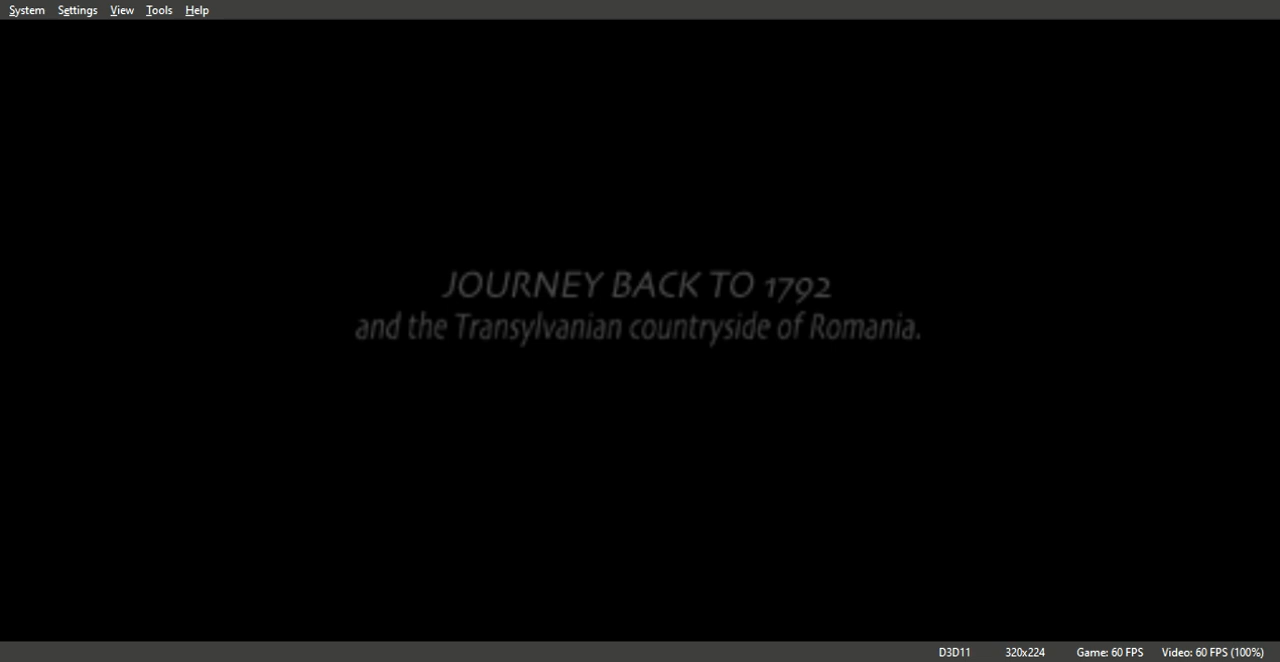 System Settings View Tools Help
JOURNEY BACK TO 1792
and the Transylvanian countryside of Romania.
D3D11 320x224 Game: 60 FPS Video: 60 FPS (100%)